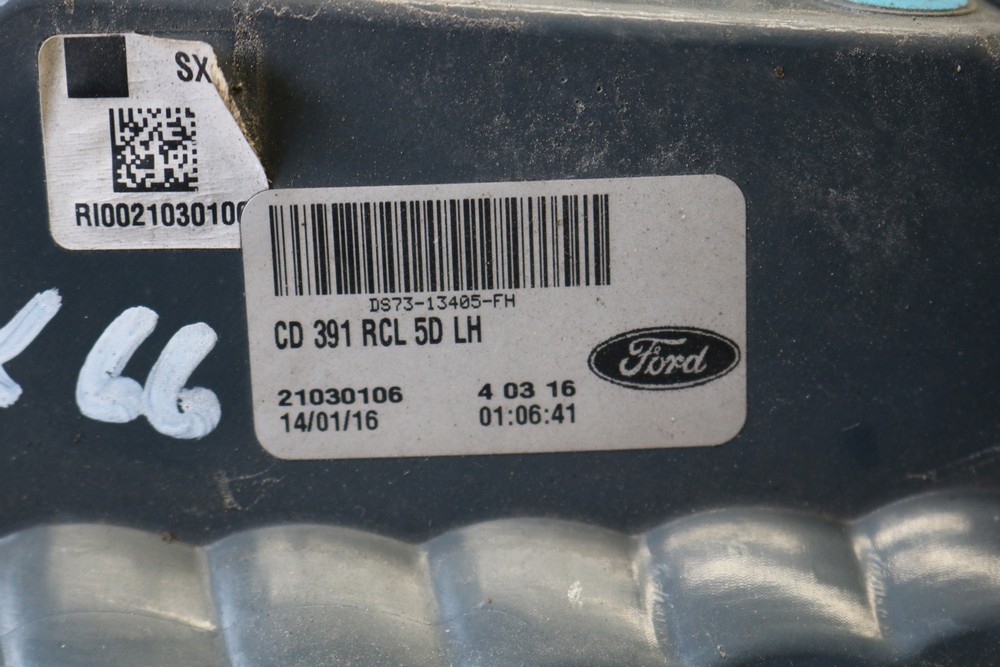 SX
RI0021030106
DS73-13405-FH
CD 391 RCL 5D LH
Ford
21030106 4 03 16
14/01/16 01:06:41
66